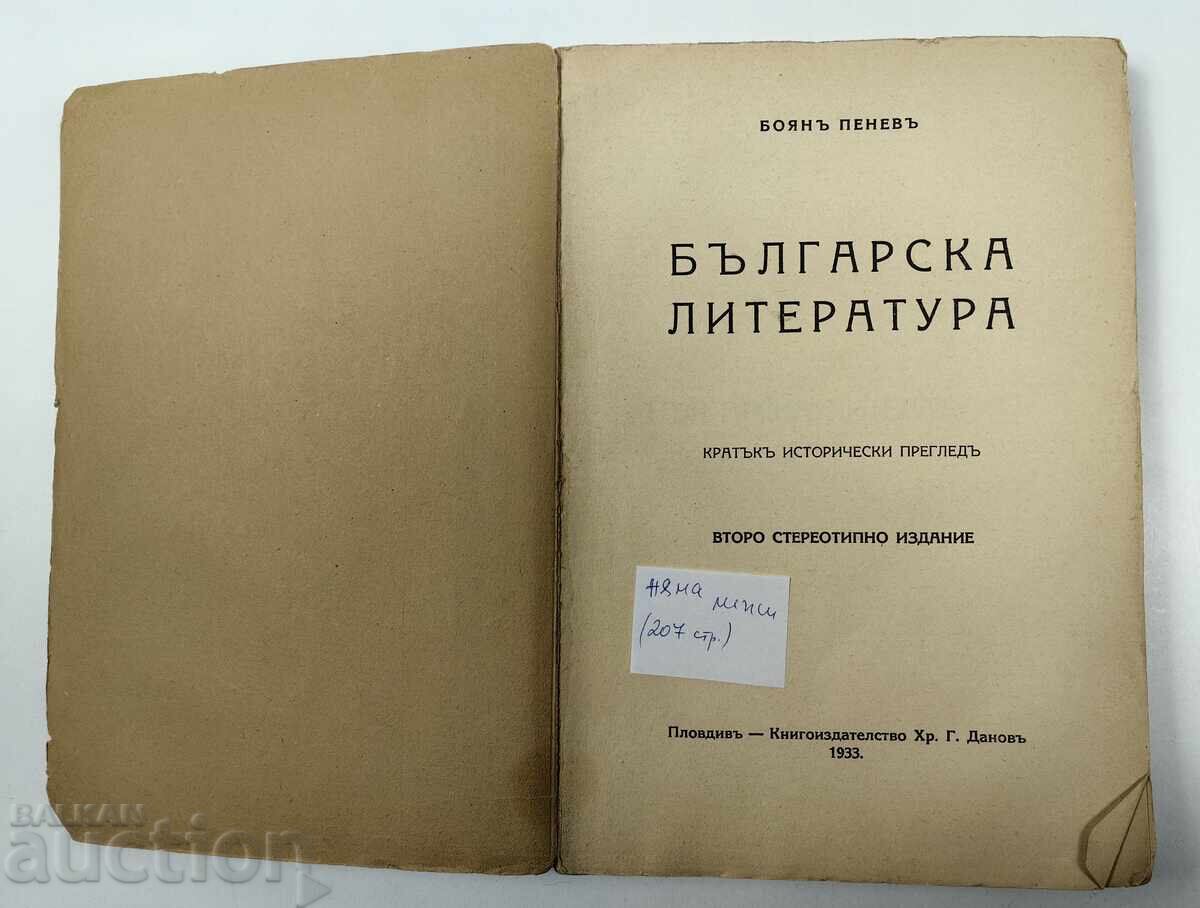 БОЯНЪ ПЕНЕВЪ
БЪЛГАРСКА
ЛИТЕРАТУРА
КРАТЪКЪ ИСТОРИЧЕСКИ ПРЕГЛЕДЪ
ВТОРО СТЕРЕОТИПНО ИЗДАНИЕ
няма
(207 стр.)
Пловдивъ — Книгоиздателство Хр. Г. Дановъ
1933.
BALKAN
auction